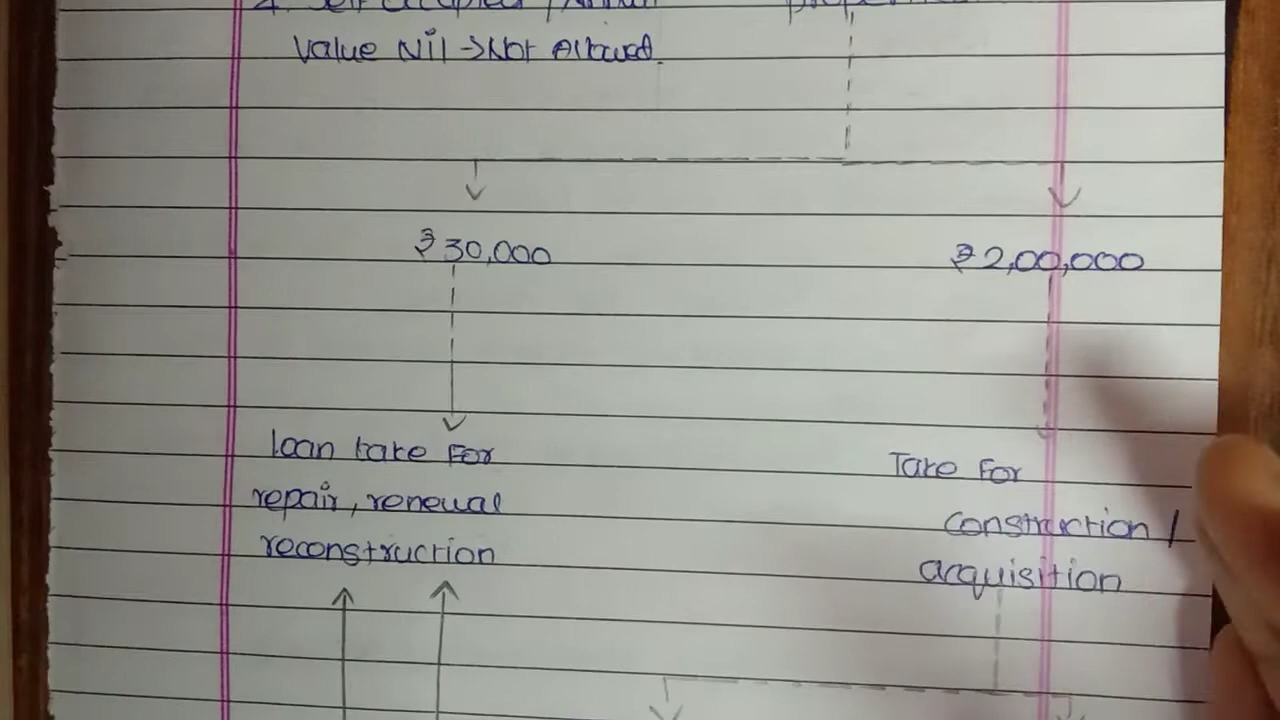 Value Nil → Not Allowed.
₹ 30,000
₹ 2,00,000
loan take For
repair, renewal
reconstruction
Take For
Construction /
acquisition